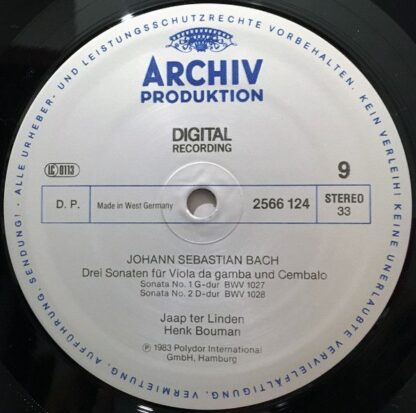 ALLE URHEBER- UND LEISTUNGSSCHUTZRECHTE VORBEHALTEN. KEIN VERLEIH! KEINE UNERLAUBTE VERVIELFÄLTIGUNG, VERMIETUNG, AUFFÜHRUNG, SENDUNG!
ARCHIV
PRODUKTION
DIGITAL
RECORDING
LC 0113
9
D. P.
Made in West Germany
2566 124
STEREO
33
JOHANN SEBASTIAN BACH
Drei Sonaten für Viola da gamba und Cembalo
Sonata No. 1 G-dur BWV 1027
Sonata No. 2 D-dur BWV 1028
Jaap ter Linden
Henk Bouman
Ⓟ 1983 Polydor International
GmbH, Hamburg